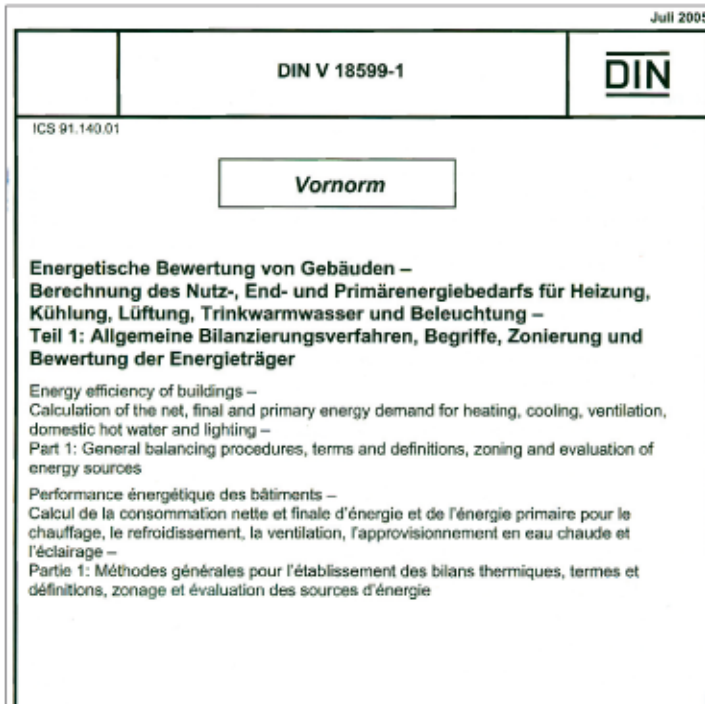 Juli 2005
DIN V 18599-1
DIN
ICS 91.140.01
Vornorm
Energetische Bewertung von Gebäuden –
Berechnung des Nutz-, End- und Primärenergiebedarfs für Heizung,
Kühlung, Lüftung, Trinkwarmwasser und Beleuchtung –
Teil 1: Allgemeine Bilanzierungsverfahren, Begriffe, Zonierung und
Bewertung der Energieträger
Energy efficiency of buildings –
Calculation of the net, final and primary energy demand for heating, cooling, ventilation,
domestic hot water and lighting –
Part 1: General balancing procedures, terms and definitions, zoning and evaluation of
energy sources
Performance énergétique des bâtiments –
Calcul de la consommation nette et finale d'énergie et de l'énergie primaire pour le
chauffage, le refroidissement, la ventilation, l'approvisionnement en eau chaude et
l'éclairage –
Partie 1: Méthodes générales pour l'établissement des bilans thermiques, termes et
définitions, zonage et évaluation des sources d'énergie